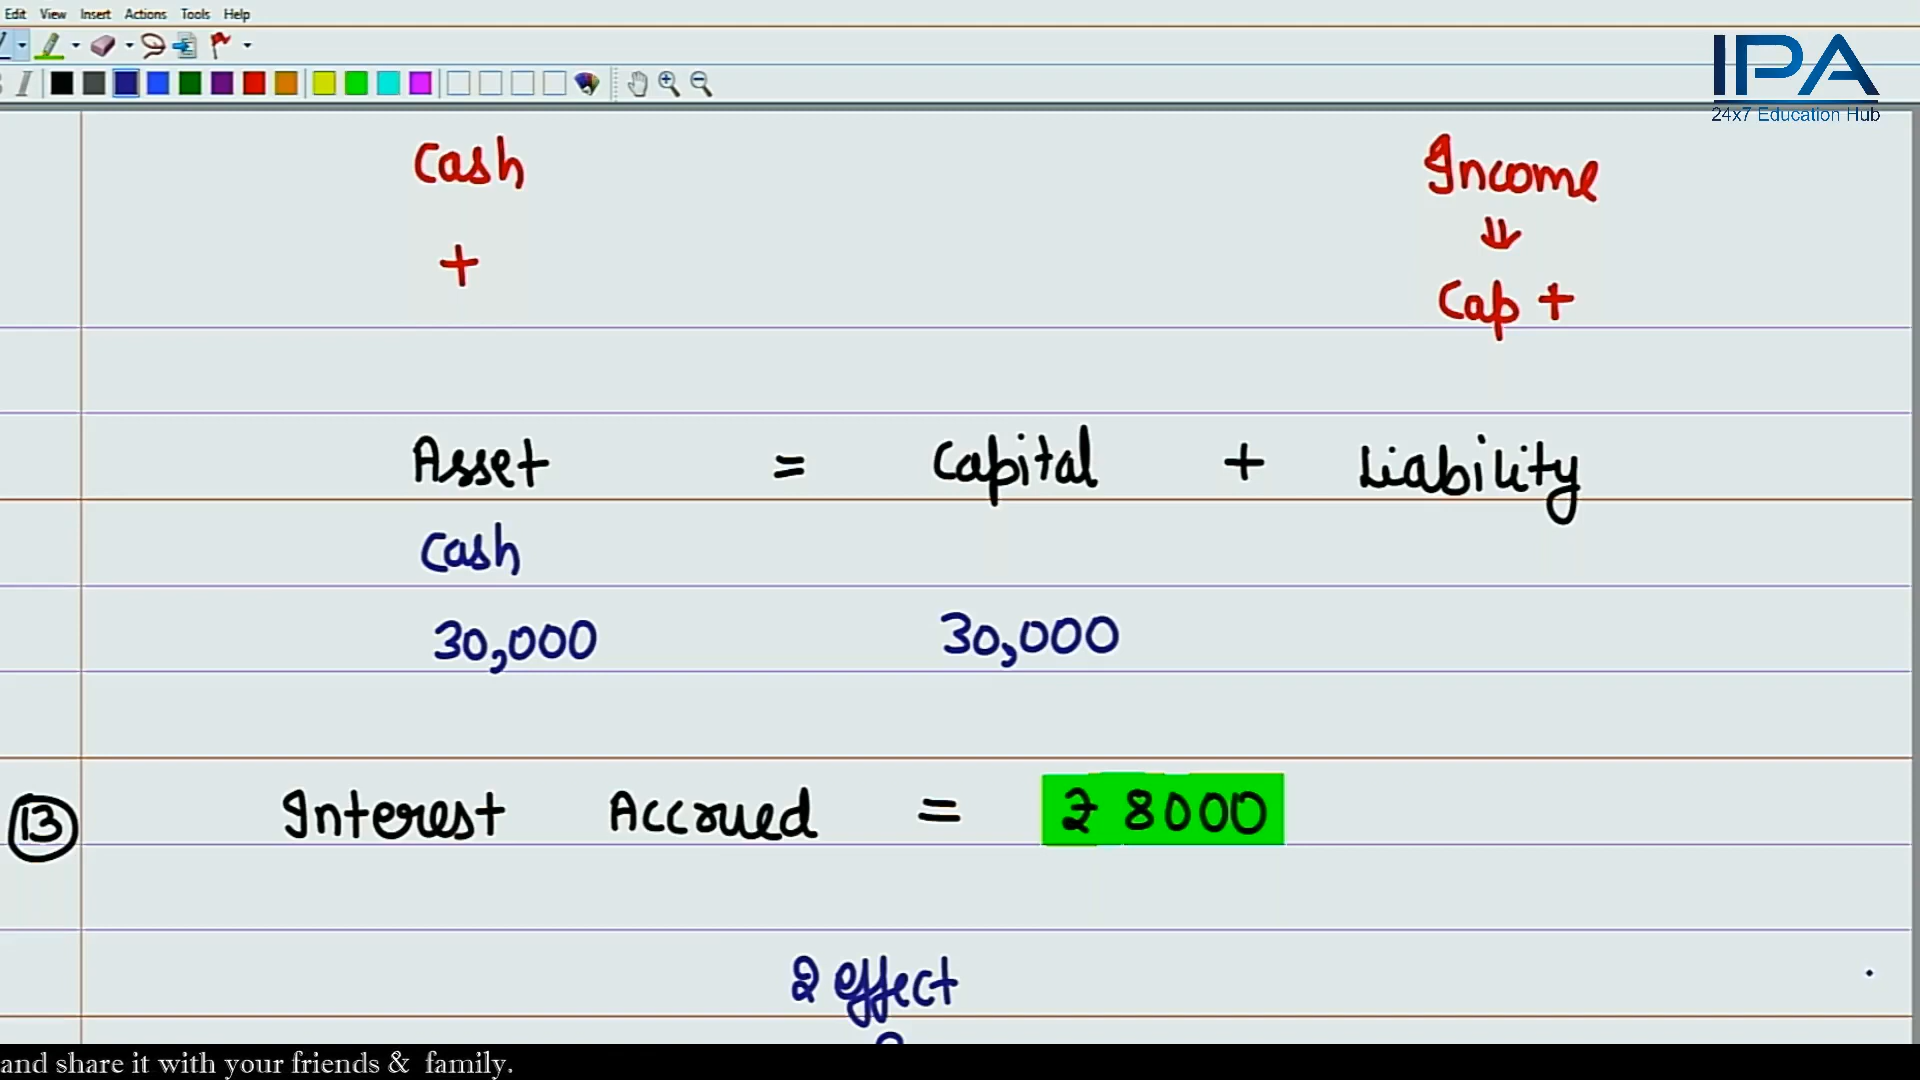 Edit View Insert Actions Tools Help
IPA
24x7 Education Hub
Cash Income
+ ⇓
Cap +
Asset = Capital + Liability
Cash
30,000 30,000
13 Interest Accrued = ₹ 8000
2 effect
and share it with your friends & family.